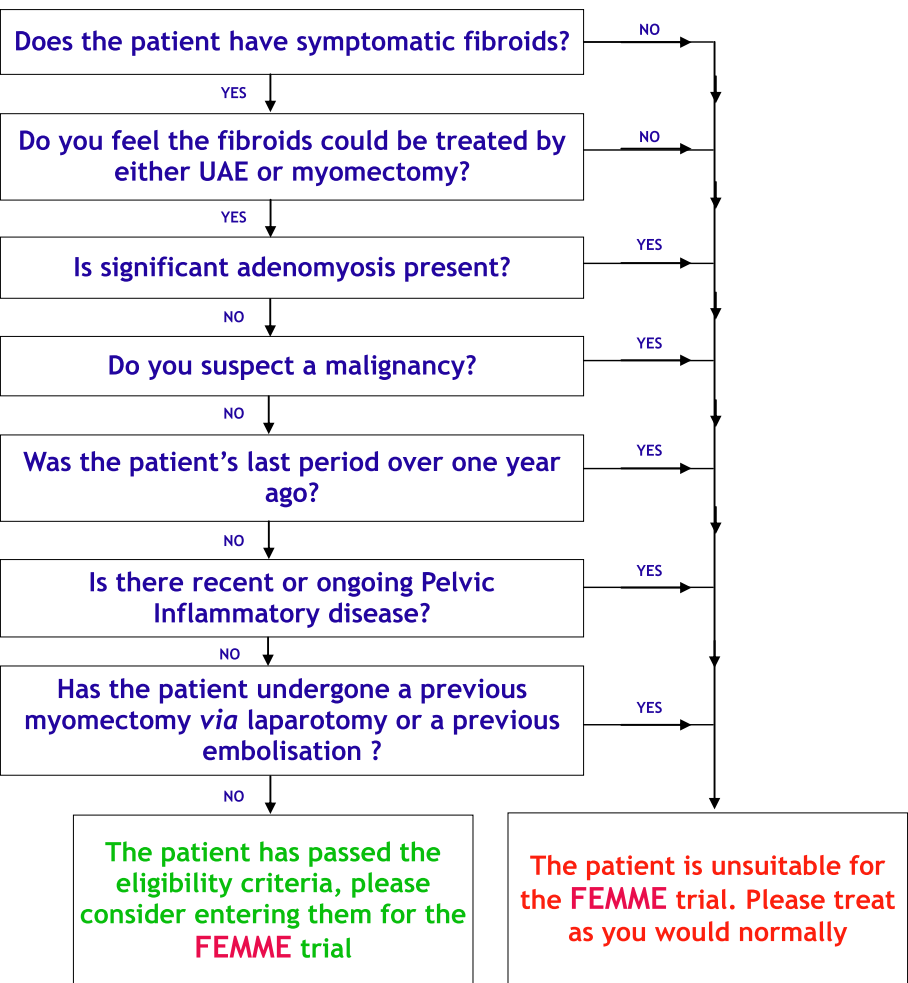 Does the patient have symptomatic fibroids?
NO
YES
Do you feel the fibroids could be treated by
either UAE or myomectomy?
NO
YES
Is significant adenomyosis present?
YES
NO
Do you suspect a malignancy?
YES
NO
Was the patient’s last period over one year
ago?
YES
NO
Is there recent or ongoing Pelvic
Inflammatory disease?
YES
NO
Has the patient undergone a previous
myomectomy via laparotomy or a previous
embolisation ?
YES
NO
The patient has passed the
eligibility criteria, please
consider entering them for the
FEMME trial
The patient is unsuitable for
the FEMME trial. Please treat
as you would normally